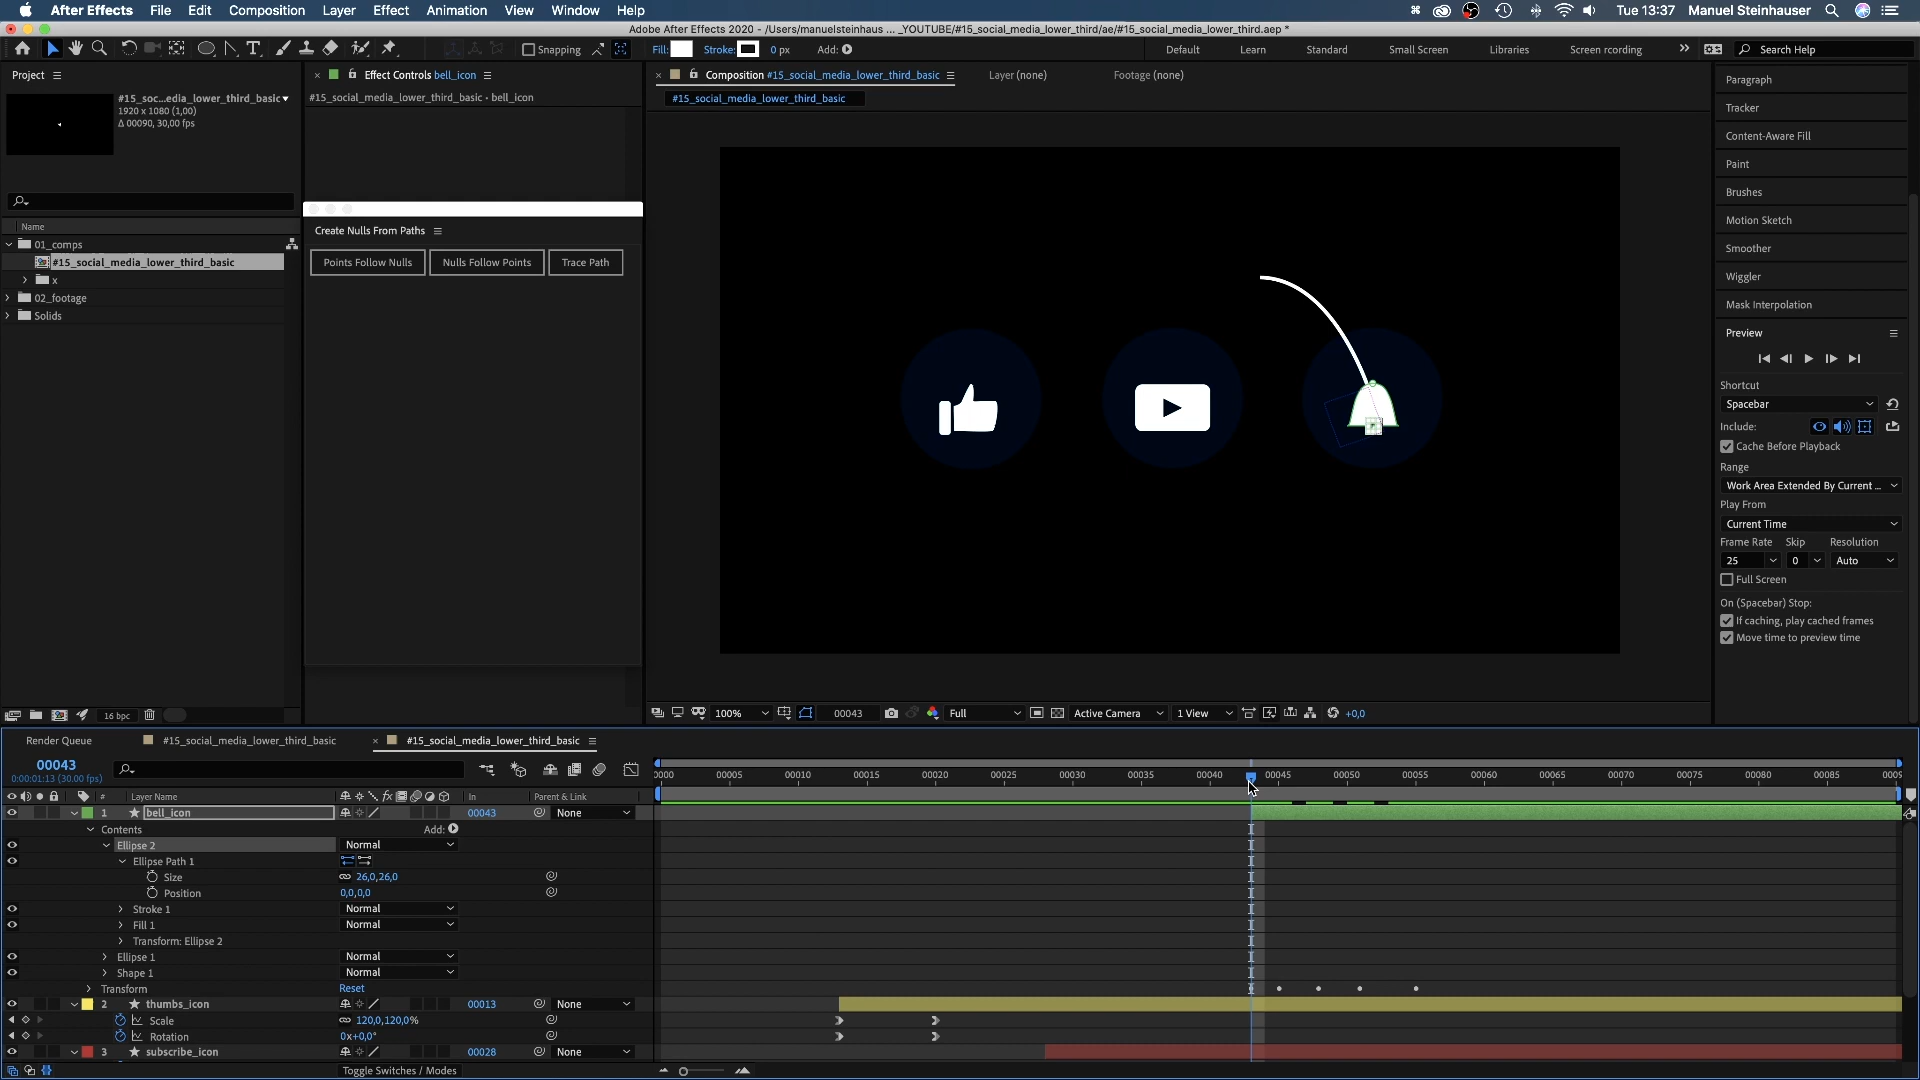 After Effects File Edit Composition Layer Effect Animation View Window Help Tue 13:37 Manuel Steinhauser
Adobe After Effects 2020 - /Users/manuelsteinhaus ... _YOUTUBE/#15_social_media_lower_third/ae/#15_social_media_lower_third.aep *
Snapping Fill: Stroke: 0 px Add: Default Learn Standard Small Screen Libraries Screen rcording Search Help
Project Effect Controls bell_icon Composition #15_social_media_lower_third_basic Layer (none) Footage (none)
#15_soc...edia_lower_third_basic
1920 x 1080 (1,00)
Δ 00090, 30,00 fps
#15_social_media_lower_third_basic • bell_icon
#15_social_media_lower_third_basic
Name
01_comps
#15_social_media_lower_third_basic
x
02_footage
Solids
Create Nulls From Paths
Points Follow Nulls Nulls Follow Points Trace Path
Paragraph
Tracker
Content-Aware Fill
Paint
Brushes
Motion Sketch
Smoother
Wiggler
Mask Interpolation
Preview
Shortcut
Spacebar
Include:
Cache Before Playback
Range
Work Area Extended By Current ...
Play From
Current Time
Frame Rate Skip Resolution
25 0 Auto
Full Screen
On (Spacebar) Stop:
If caching, play cached frames
Move time to preview time
16 bpc
100% 00043 Full Active Camera 1 View +0,0
Render Queue #15_social_media_lower_third_basic #15_social_media_lower_third_basic
00043
0:00:01:13 (30.00 fps)
0000 00005 00010 00015 00020 00025 00030 00035 00040 00045 00050 00055 00060 00065 00070 00075 00080 00085 0009
# Layer Name In Parent & Link
1 bell_icon 00043 None
Contents Add:
Ellipse 2 Normal
Ellipse Path 1
Size 26,0,26,0
Position 0,0,0,0
Stroke 1 Normal
Fill 1 Normal
Transform: Ellipse 2
Ellipse 1 Normal
Shape 1 Normal
Transform Reset
2 thumbs_icon 00013 None
Scale 120,0,120,0%
Rotation 0x+0,0°
3 subscribe_icon 00028 None
Toggle Switches / Modes